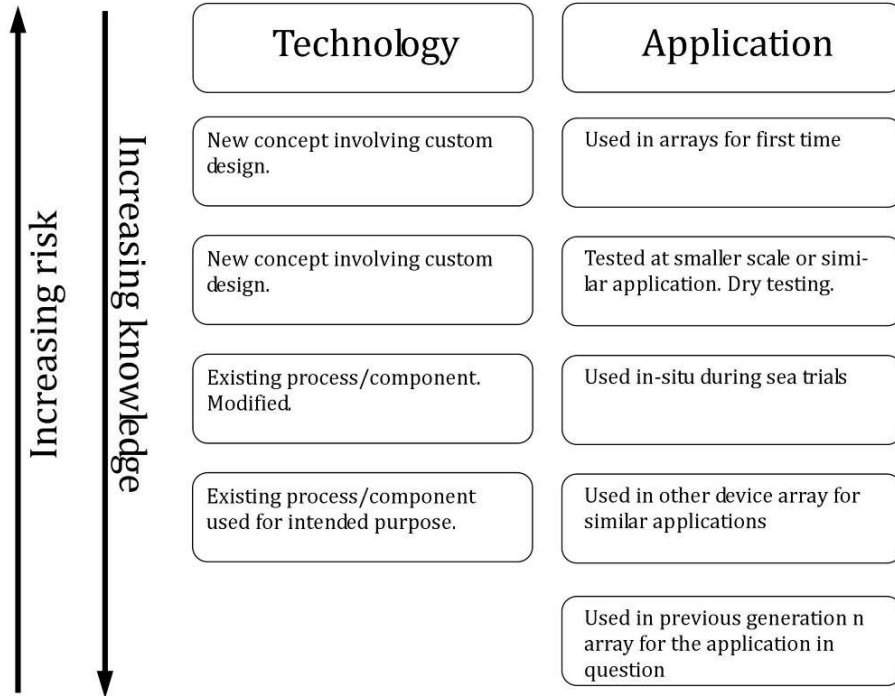 Technology
Application
Increasing risk
Increasing knowledge
New concept involving custom
design.
Used in arrays for first time
New concept involving custom
design.
Tested at smaller scale or simi-
lar application. Dry testing.
Existing process/component.
Modified.
Used in-situ during sea trials
Existing process/component
used for intended purpose.
Used in other device array for
similar applications
Used in previous generation n
array for the application in
question